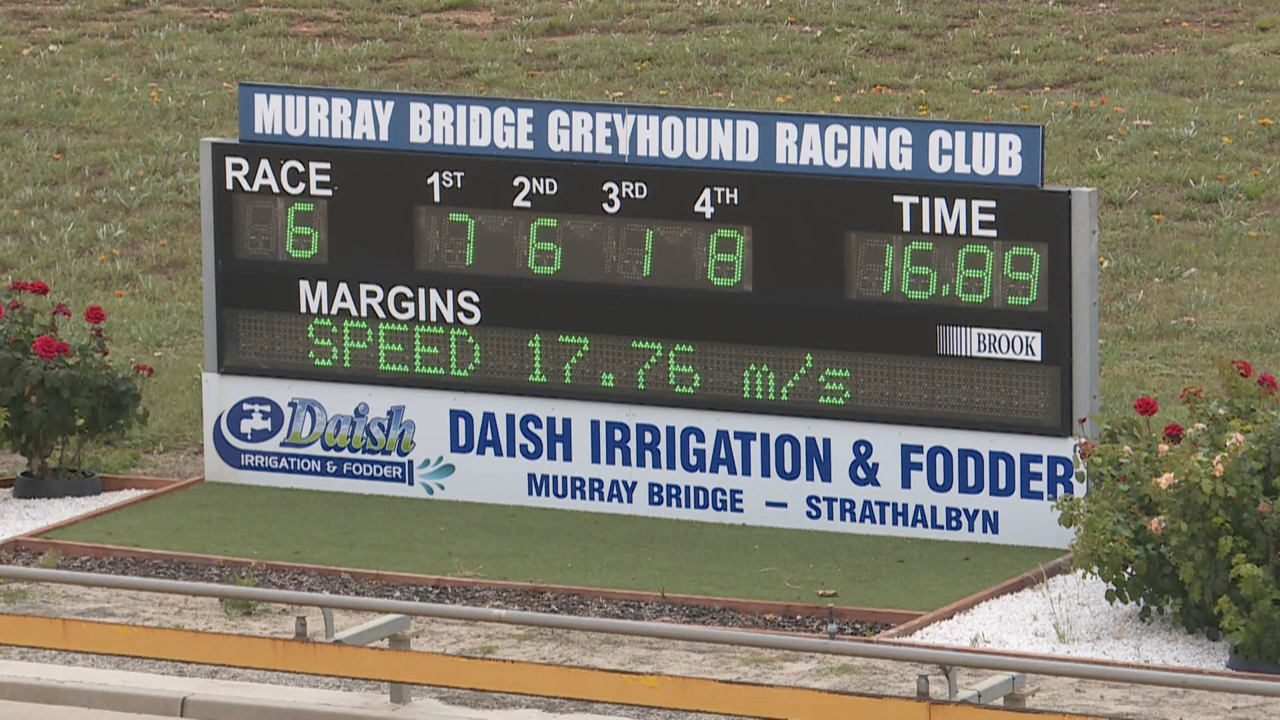 MURRAY BRIDGE GREYHOUND RACING CLUB
RACE 1ST 2ND 3RD 4TH TIME
6 7 6 1 8 16.89
MARGINS
BROOK
SPEED 17.76 m/s
Daish
IRRIGATION & FODDER
DAISH IRRIGATION & FODDER
MURRAY BRIDGE — STRATHALBYN